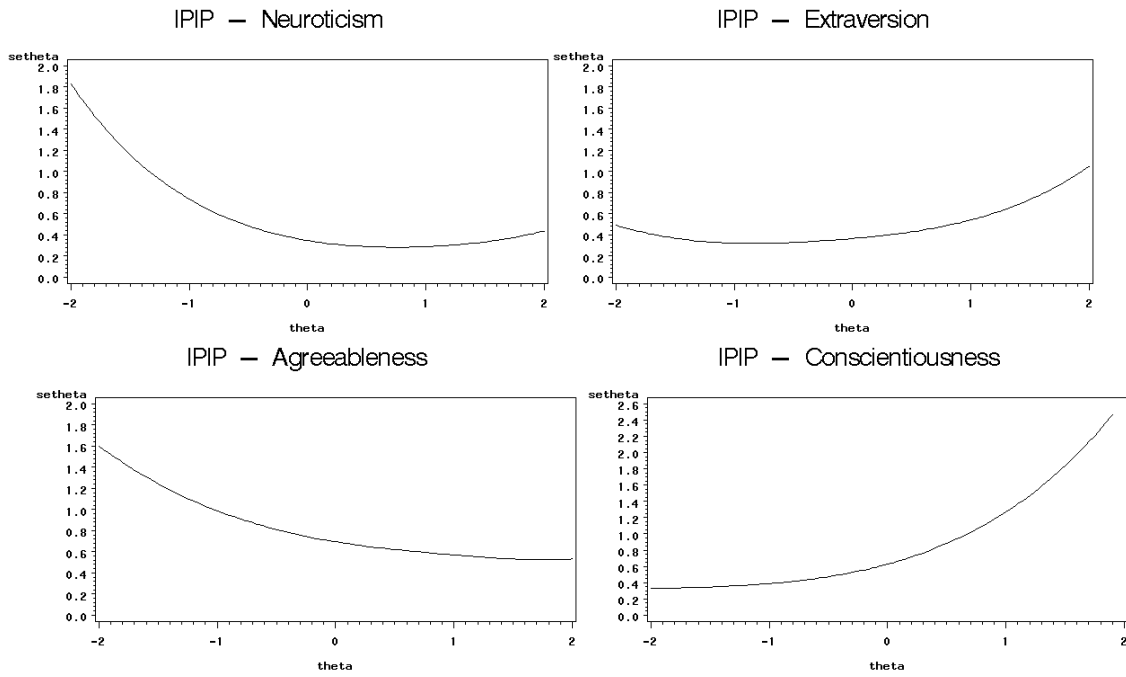 IPIP – Neuroticism
setheta
2.0
1.8
1.6
1.4
1.2
1.0
0.8
0.6
0.4
0.2
0.0
-2 -1 0 1 2
theta
IPIP – Extraversion
setheta
2.0
1.8
1.6
1.4
1.2
1.0
0.8
0.6
0.4
0.2
0.0
-2 -1 0 1 2
theta
IPIP – Agreeableness
setheta
2.0
1.8
1.6
1.4
1.2
1.0
0.8
0.6
0.4
0.2
0.0
-2 -1 0 1 2
theta
IPIP – Conscientiousness
setheta
2.6
2.4
2.2
2.0
1.8
1.6
1.4
1.2
1.0
0.8
0.6
0.4
0.2
0.0
-2 -1 0 1 2
theta